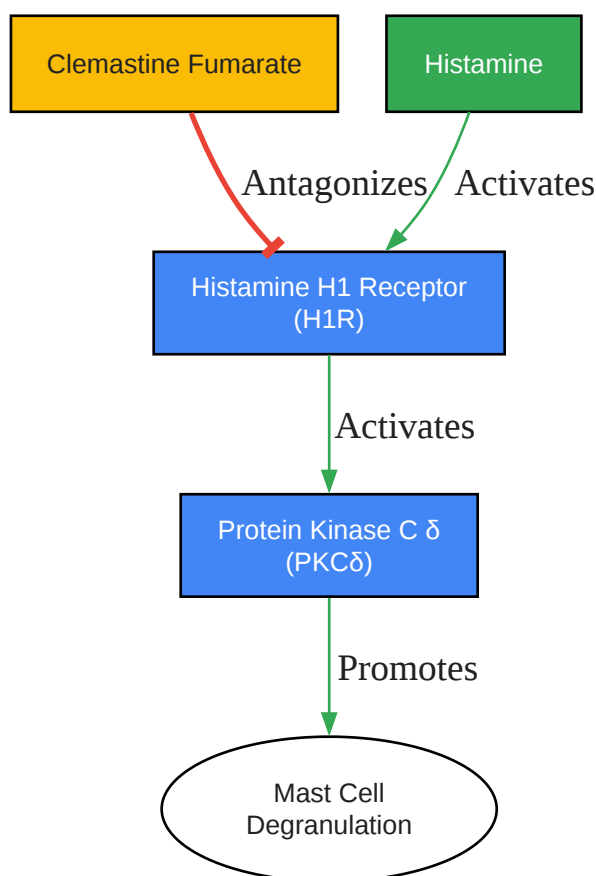 Clemastine Fumarate
Histamine
Antagonizes
Activates
Histamine H1 Receptor
(H1R)
Activates
Protein Kinase C δ
(PKCδ)
Promotes
Mast Cell
Degranulation